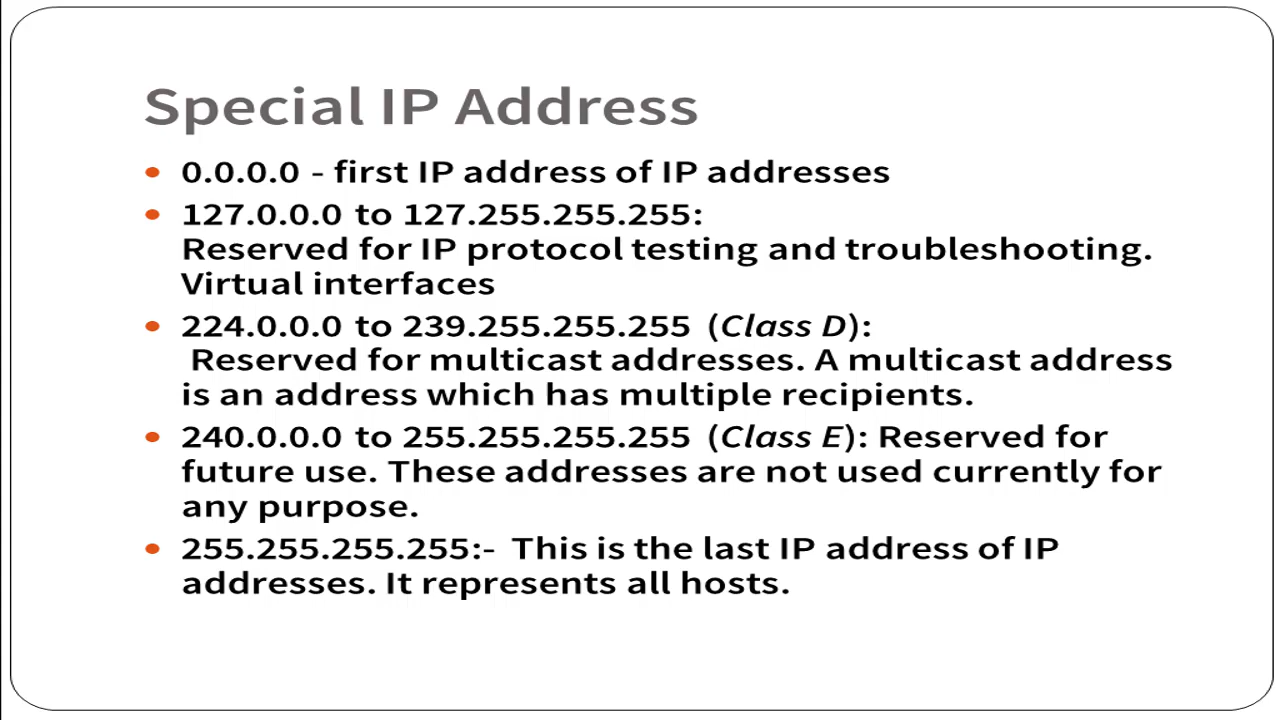 Special IP Address
• 0.0.0.0 - first IP address of IP addresses
• 127.0.0.0 to 127.255.255.255:
Reserved for IP protocol testing and troubleshooting.
Virtual interfaces
• 224.0.0.0 to 239.255.255.255 (Class D):
Reserved for multicast addresses. A multicast address
is an address which has multiple recipients.
• 240.0.0.0 to 255.255.255.255 (Class E): Reserved for
future use. These addresses are not used currently for
any purpose.
• 255.255.255.255:- This is the last IP address of IP
addresses. It represents all hosts.